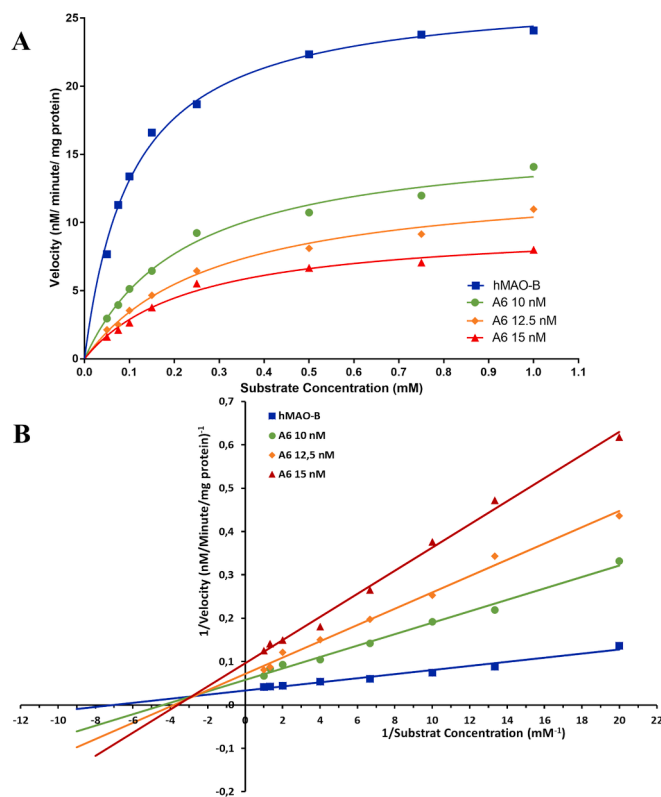 A
25
20
15
10
5
0
Velocity (nM/ minute/ mg protein)
hMAO-B
A6 10 nM
A6 12.5 nM
A6 15 nM
0.0 0.1 0.2 0.3 0.4 0.5 0.6 0.7 0.8 0.9 1.0 1.1
Substrate Concentration (mM)
B
0,7
0,6
0,5
0,4
0,3
0,2
0,1
0
-0,1
-0,2
1/Velocity (nM/Minute/mg protein)⁻¹
hMAO-B
A6 10 nM
A6 12,5 nM
A6 15 nM
-12 -10 -8 -6 -4 -2 0 2 4 6 8 10 12 14 16 18 20 22
1/Substrat Concentration (mM⁻¹)